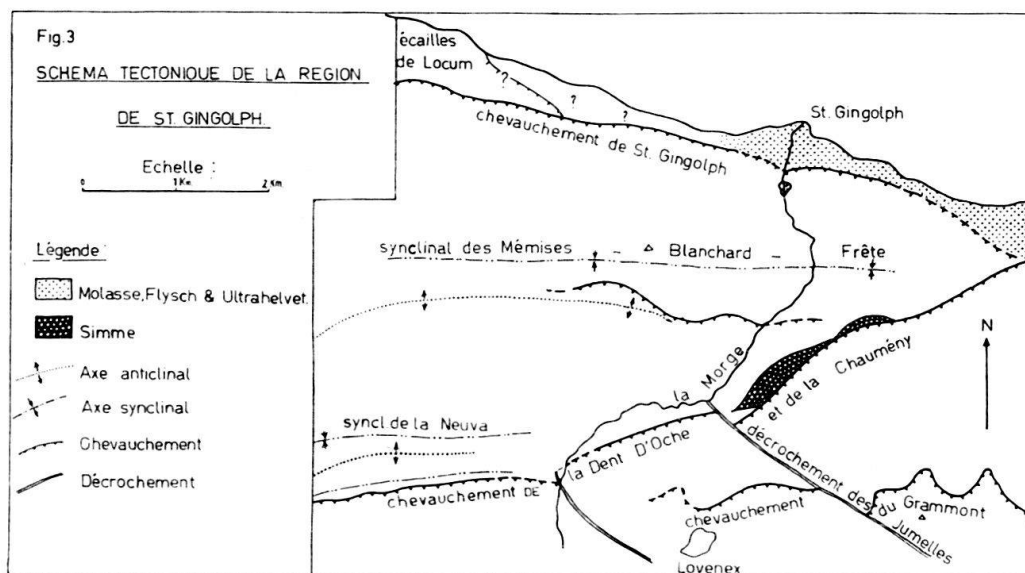 Fig.3
SCHEMA TECTONIQUE DE LA REGION
DE ST. GINGOLPH.
Echelle :
0 1Km 2 Km.
Légende :
Molasse,Flysch & Ultrahelvet.
Simme
Axe anticlinal
Axe synclinal
Chevauchement
Décrochement
écailles
de Locum
?
?
?
St. Gingolph
chevauchement de St. Gingolph
synclinal des Mémises
Blanchard
Frête
N
la Morge
et de la Chaumény
syncl. de la Neuva
la Dent D'Oche
chevauchement DE
décrochement des Jumelles
chevauchement
du Grammont
Lovenex